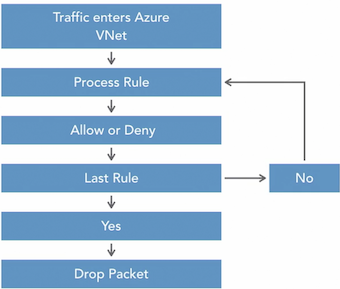 Traffic enters Azure
VNet
Process Rule
Allow or Deny
Last Rule
No
Yes
Drop Packet